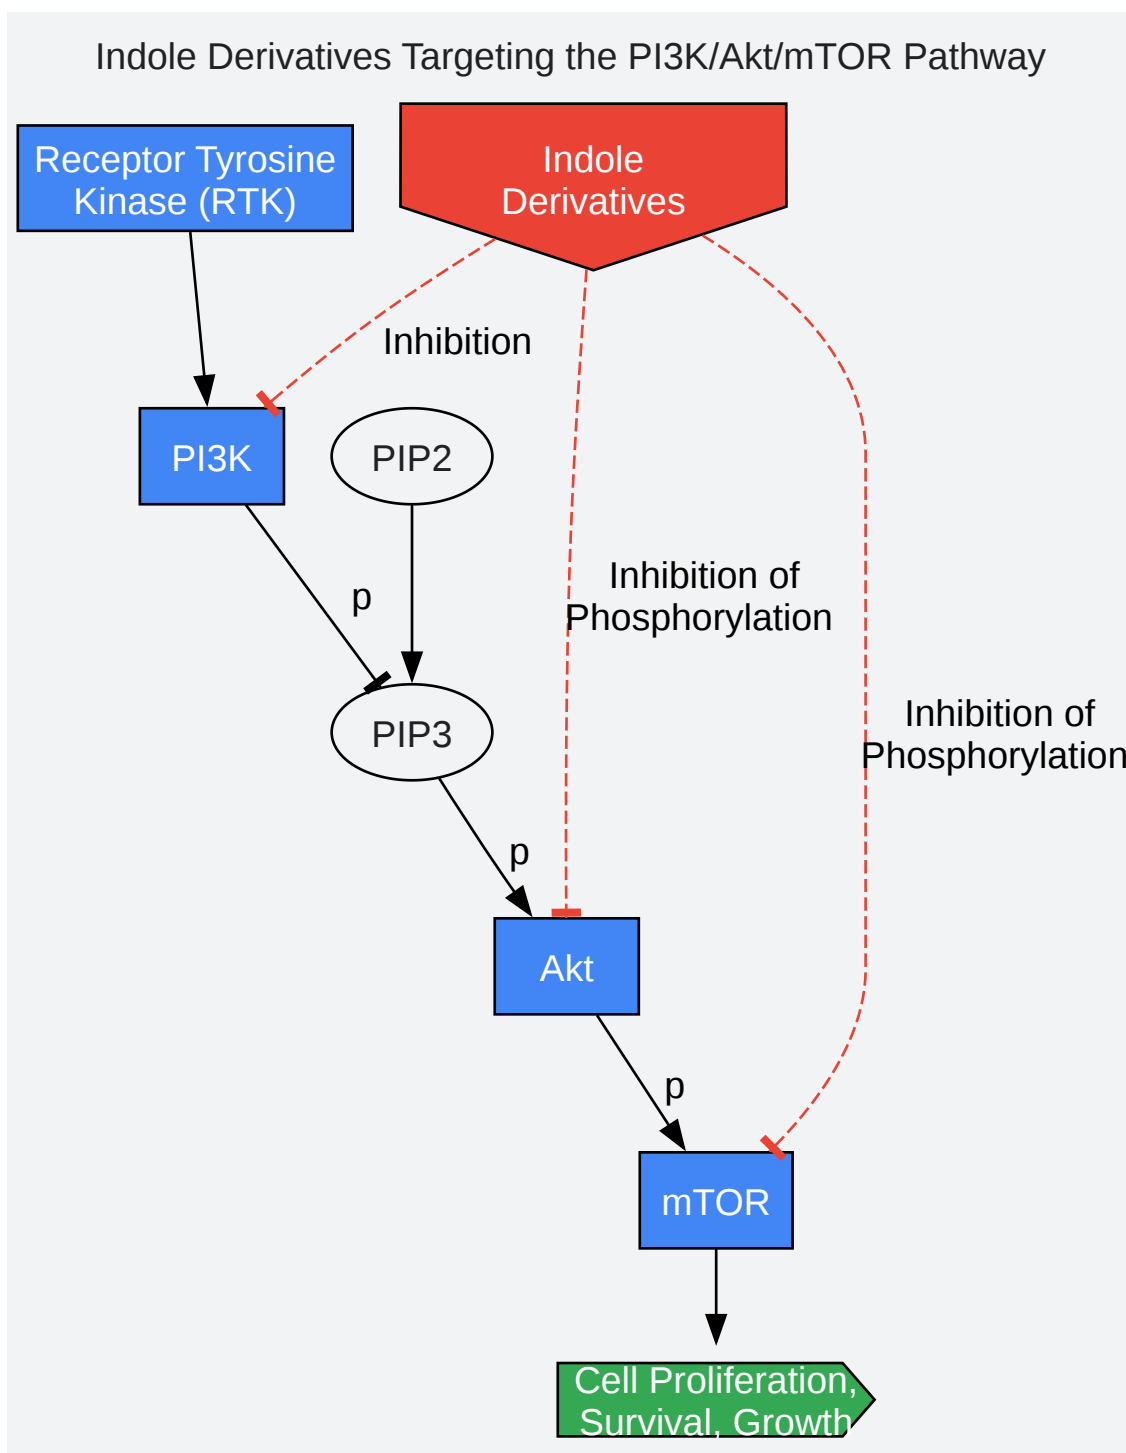 Indole Derivatives Targeting the PI3K/Akt/mTOR Pathway
Receptor Tyrosine
Kinase (RTK)
Indole
Derivatives
Inhibition
PI3K
PIP2
p
Inhibition of
Phosphorylation
PIP3
Inhibition of
Phosphorylation
p
Akt
p
mTOR
Cell Proliferation,
Survival, Growth